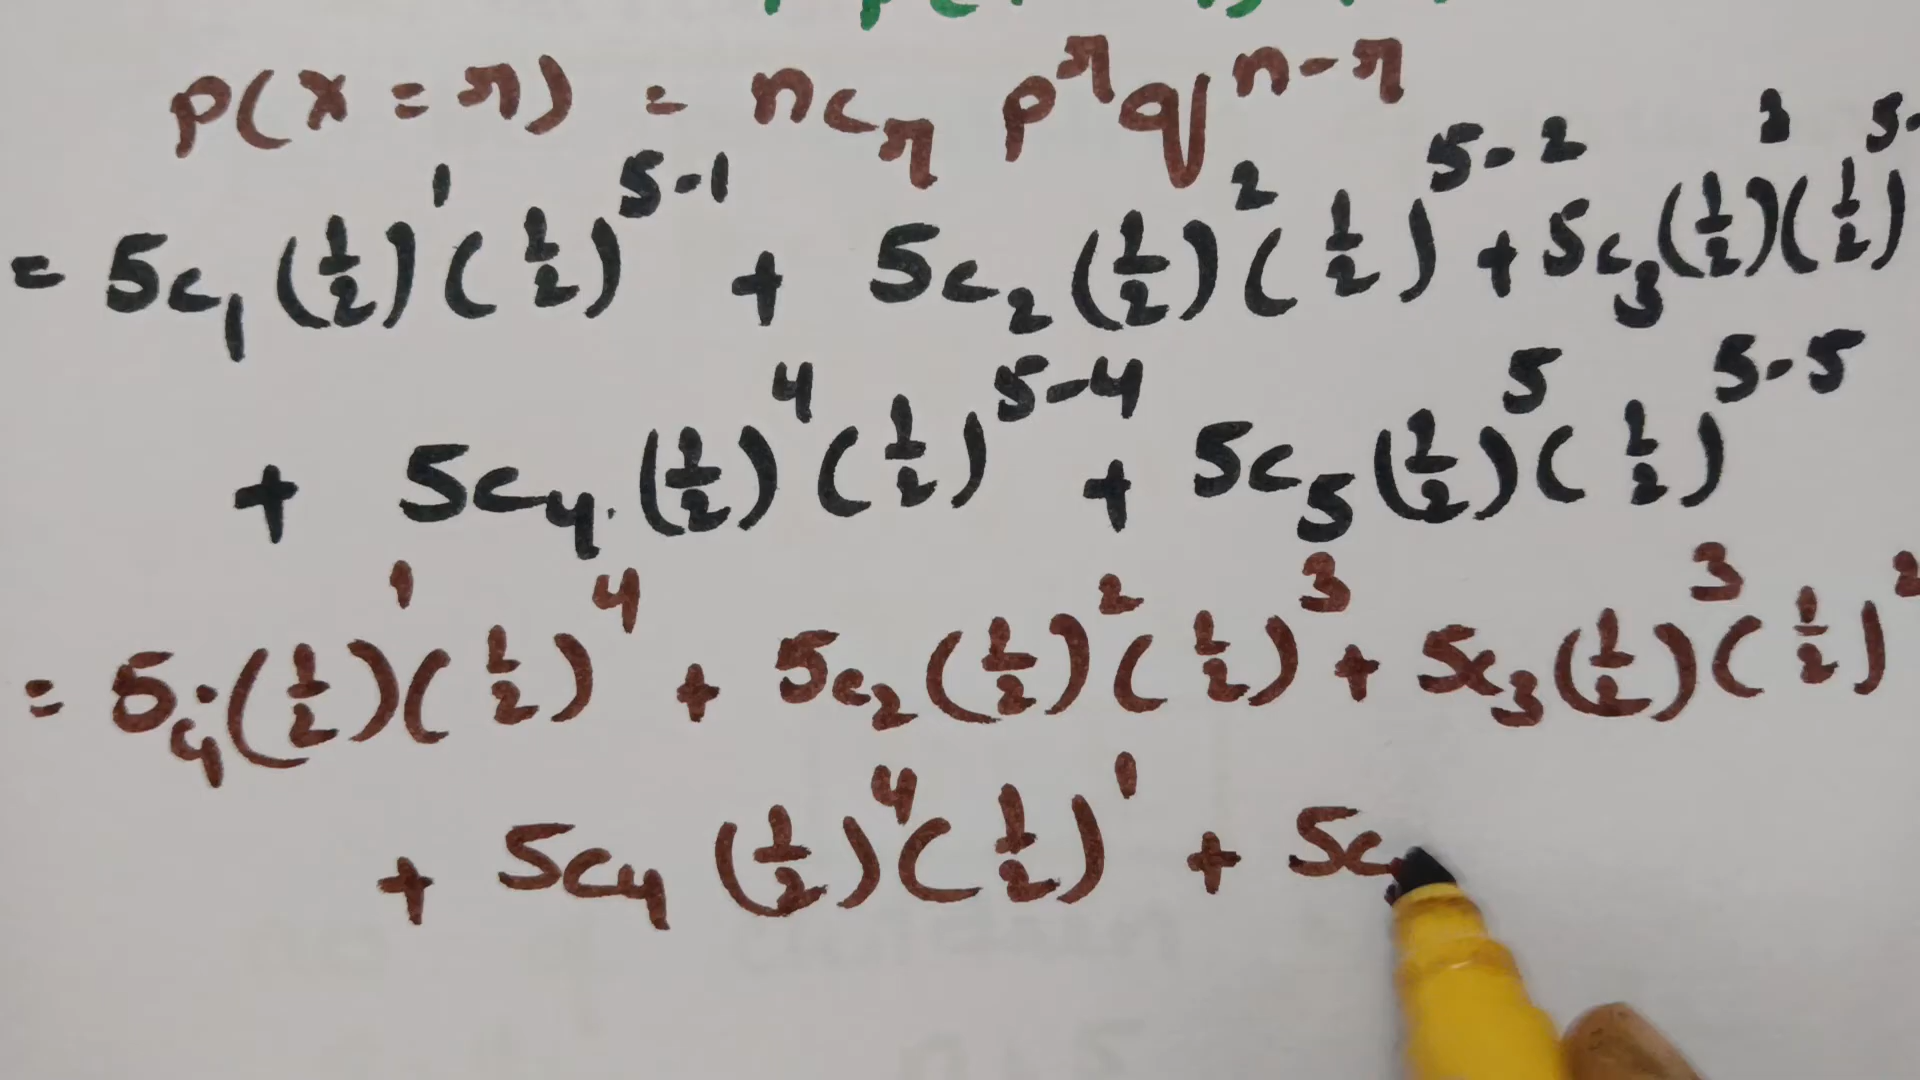 P(x = r) = nCr p^r q^n-r
= 5C1 (1/2)^1 (1/2)^5-1 + 5C2 (1/2)^2 (1/2)^5-2 + 5C3 (1/2)^3 (1/2)^5-
+ 5C4. (1/2)^4 (1/2)^5-4 + 5C5 (1/2)^5 (1/2)^5-5
= 5 (1/2)^1 (1/2)^4 + 5C2 (1/2)^2 (1/2)^3 + 5C3 (1/2)^3 (1/2)^2
+ 5C4 (1/2)^4 (1/2)^1 + 5C